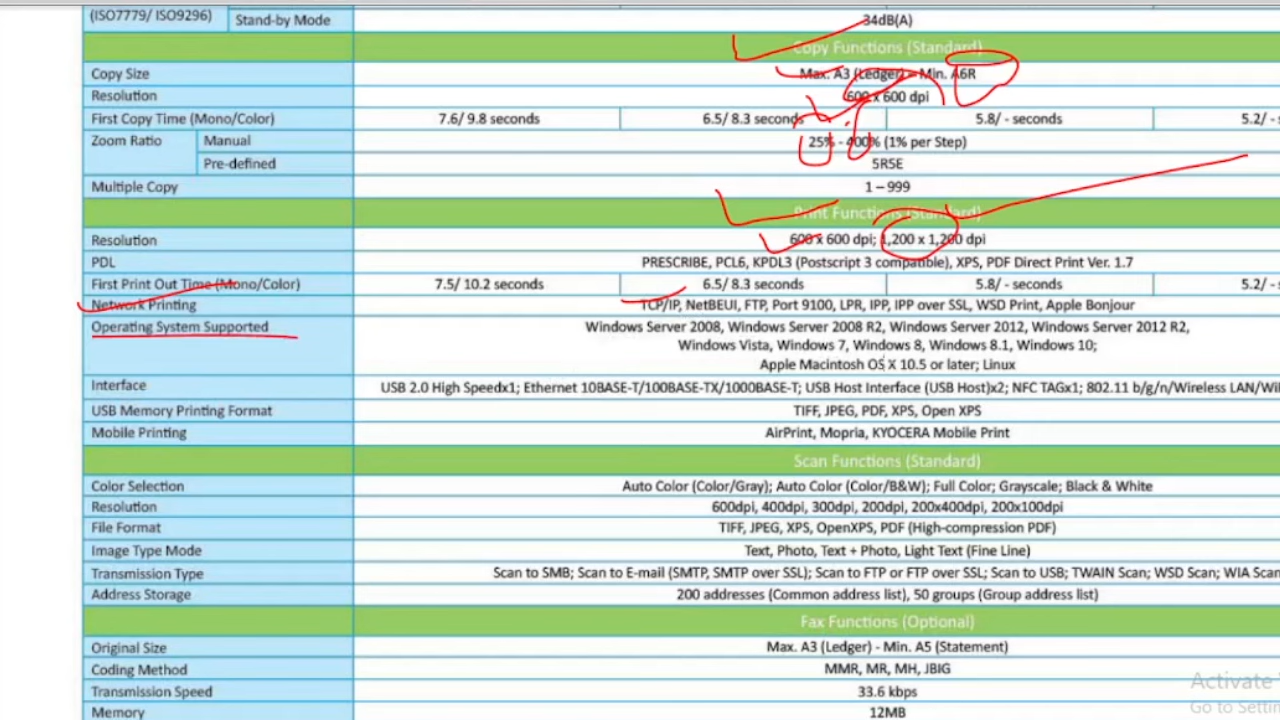 (ISO7779/ ISO9296) Stand-by Mode 34dB(A)
Copy Functions (Standard)
Copy Size Max. A3 (Ledger) – Min. A6R
Resolution 600 x 600 dpi
First Copy Time (Mono/Color) 7.6/ 9.8 seconds 6.5/ 8.3 seconds 5.8/ - seconds 5.2/ -
Zoom Ratio Manual 25% - 400% (1% per Step)
Pre-defined 5R5E
Multiple Copy 1 – 999
Print Functions (Standard)
Resolution 600 x 600 dpi; 1,200 x 1,200 dpi
PDL PRESCRIBE, PCL6, KPDL3 (Postscript 3 compatible), XPS, PDF Direct Print Ver. 1.7
First Print Out Time (Mono/Color) 7.5/ 10.2 seconds 6.5/ 8.3 seconds 5.8/ - seconds 5.2/ -
Network Printing TCP/IP, NetBEUI, FTP, Port 9100, LPR, IPP, IPP over SSL, WSD Print, Apple Bonjour
Operating System Supported Windows Server 2008, Windows Server 2008 R2, Windows Server 2012, Windows Server 2012 R2,
Windows Vista, Windows 7, Windows 8, Windows 8.1, Windows 10;
Apple Macintosh OS X 10.5 or later; Linux
Interface USB 2.0 High Speedx1; Ethernet 10BASE-T/100BASE-TX/1000BASE-T; USB Host Interface (USB Host)x2; NFC TAGx1; 802.11 b/g/n/Wireless LAN/Wi
USB Memory Printing Format TIFF, JPEG, PDF, XPS, Open XPS
Mobile Printing AirPrint, Mopria, KYOCERA Mobile Print
Scan Functions (Standard)
Color Selection Auto Color (Color/Gray); Auto Color (Color/B&W); Full Color; Grayscale; Black & White
Resolution 600dpi, 400dpi, 300dpi, 200dpi, 200x400dpi, 200x100dpi
File Format TIFF, JPEG, XPS, OpenXPS, PDF (High-compression PDF)
Image Type Mode Text, Photo, Text + Photo, Light Text (Fine Line)
Transmission Type Scan to SMB; Scan to E-mail (SMTP, SMTP over SSL); Scan to FTP or FTP over SSL; Scan to USB; TWAIN Scan; WSD Scan; WIA Scan
Address Storage 200 addresses (Common address list), 50 groups (Group address list)
Fax Functions (Optional)
Original Size Max. A3 (Ledger) - Min. A5 (Statement)
Coding Method MMR, MR, MH, JBIG
Transmission Speed 33.6 kbps
Memory 12MB
Activate
Go to Settin